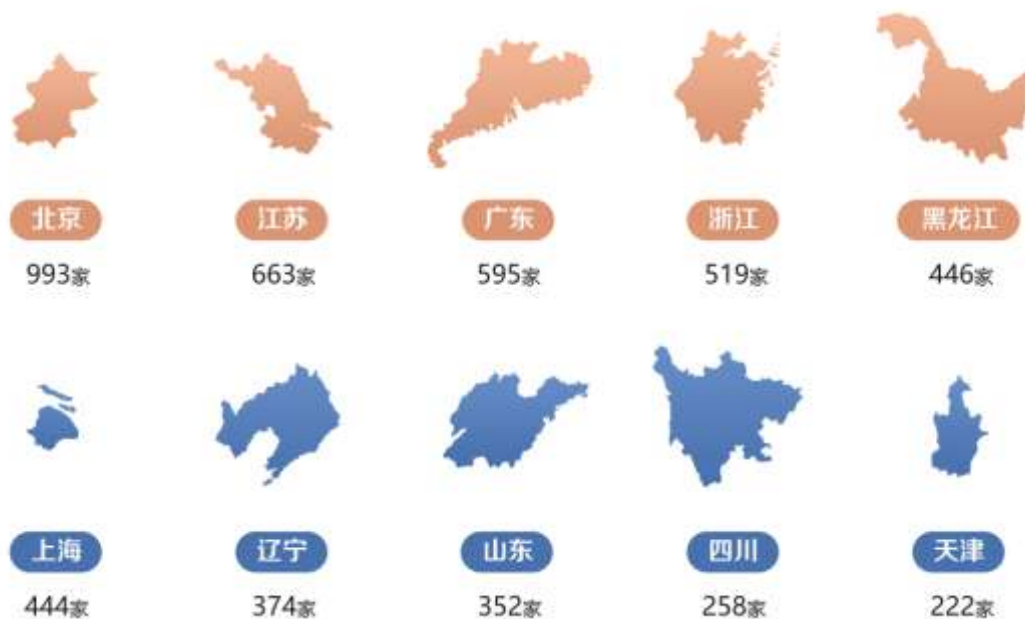 北京 江苏 广东 浙江 黑龙江
993家 663家 595家 519家 446家
上海 辽宁 山东 四川 天津
444家 374家 352家 258家 222家